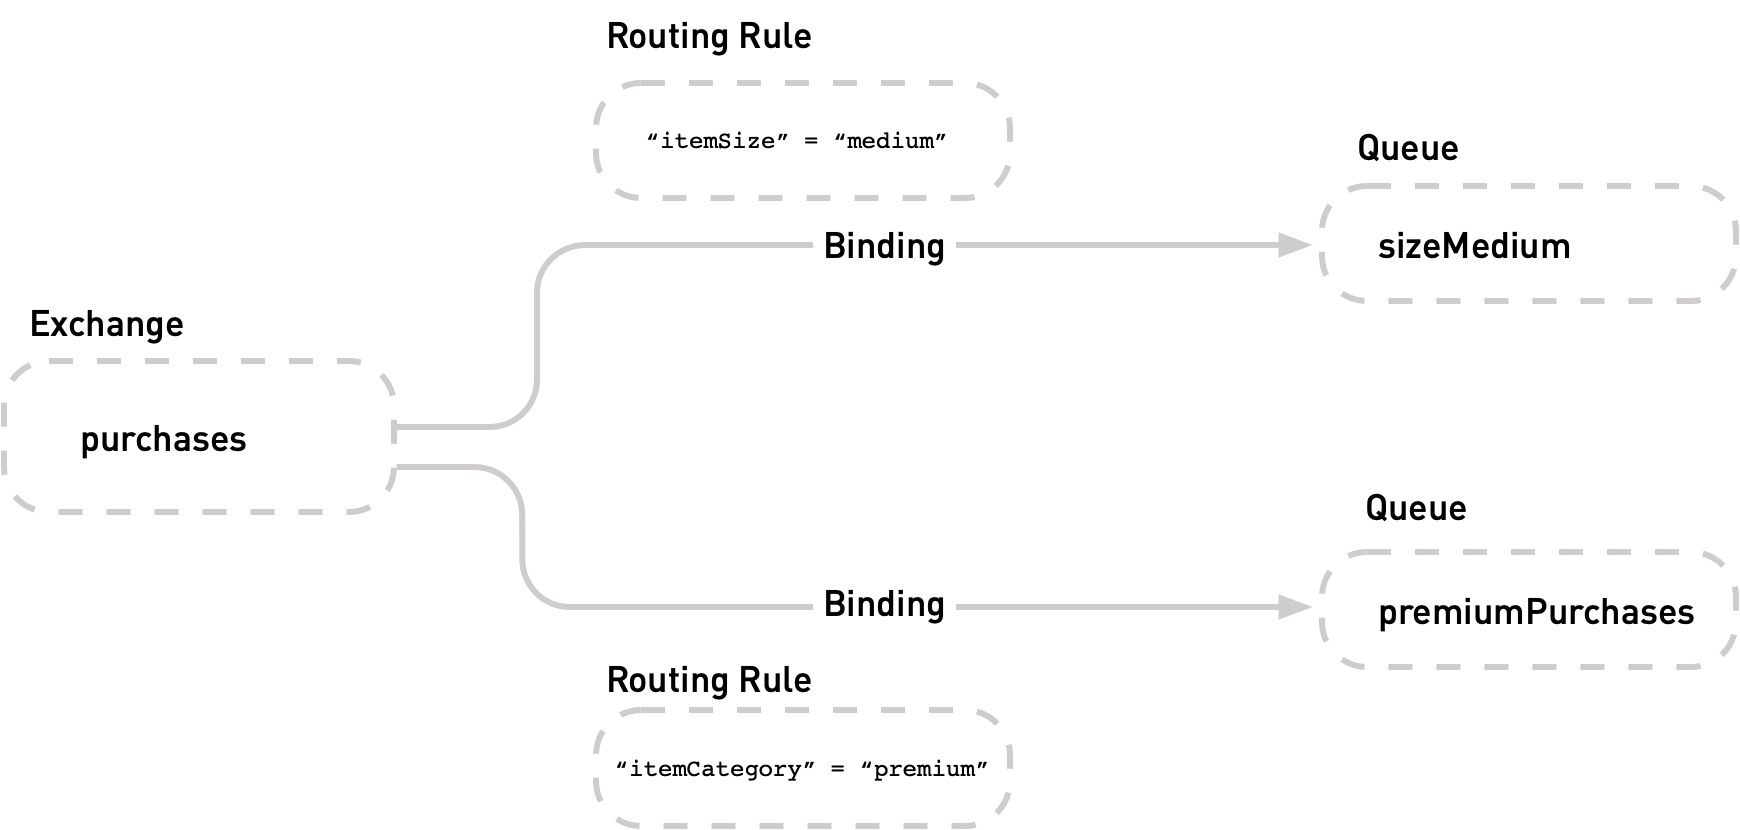 Routing Rule
“itemSize” = “medium”
Queue
Binding
sizeMedium
Exchange
purchases
Queue
Binding
premiumPurchases
Routing Rule
“itemCategory” = “premium”